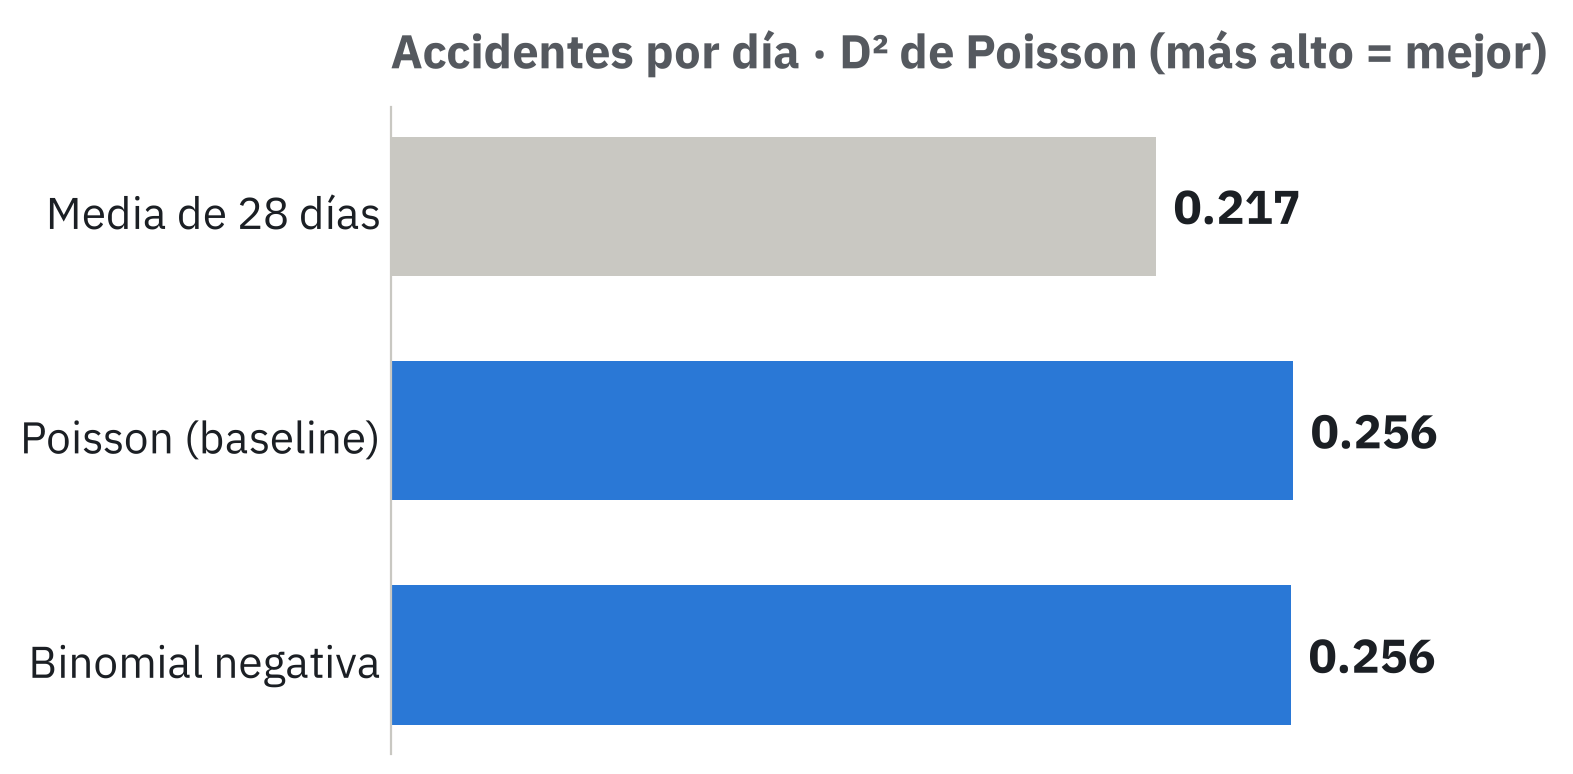 Accidentes por día · D² de Poisson (más alto = mejor)
Media de 28 días 0.217
Poisson (baseline) 0.256
Binomial negativa 0.256